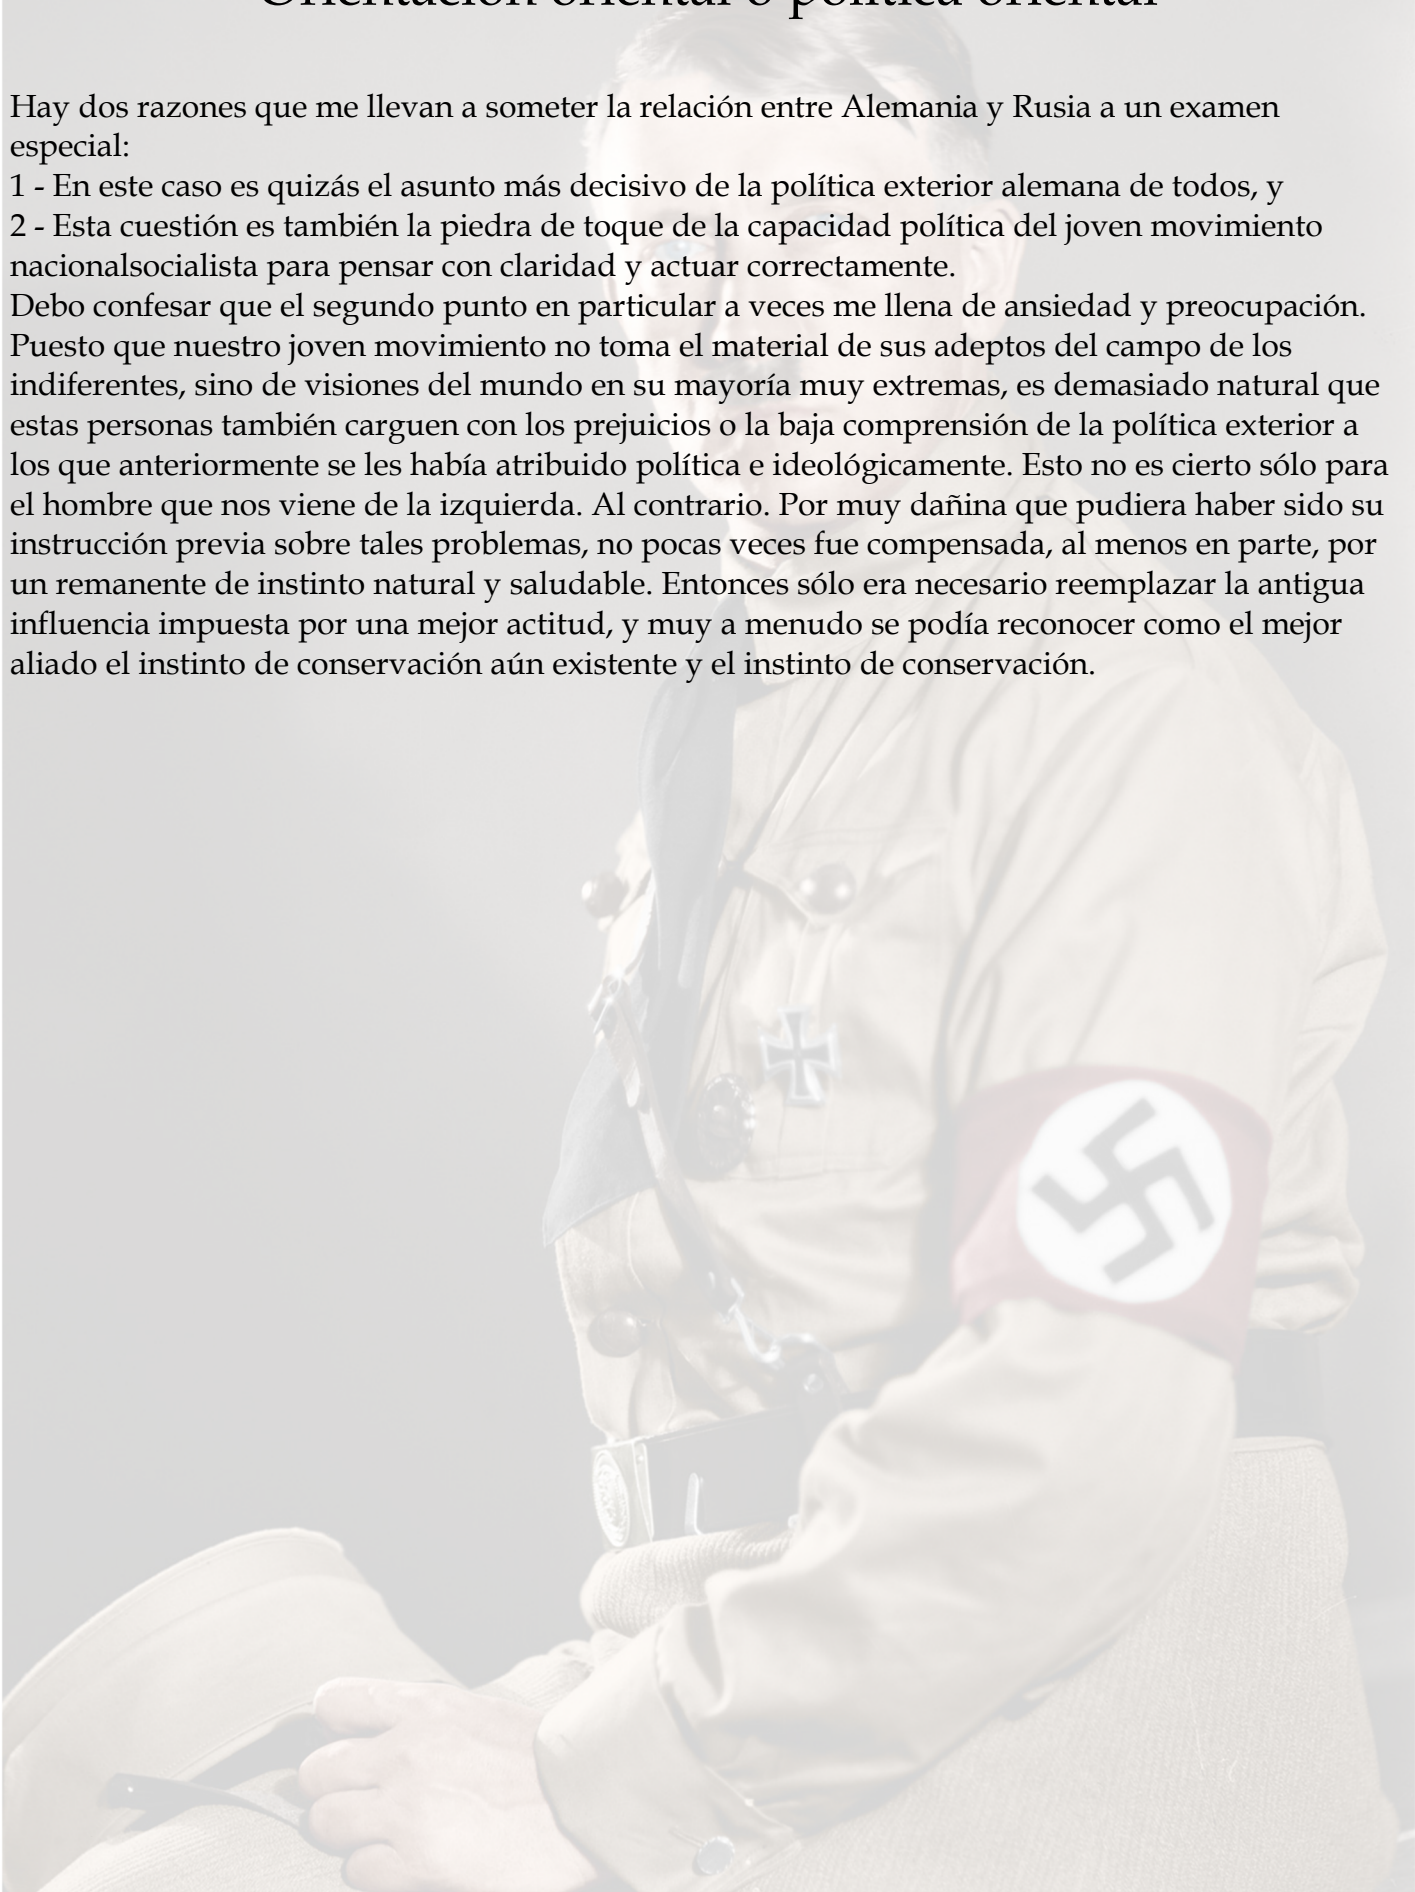 Orientación oriental o política oriental
Hay dos razones que me llevan a someter la relación entre Alemania y Rusia a un examen
especial:
1 - En este caso es quizás el asunto más decisivo de la política exterior alemana de todos, y
2 - Esta cuestión es también la piedra de toque de la capacidad política del joven movimiento
nacionalsocialista para pensar con claridad y actuar correctamente.
Debo confesar que el segundo punto en particular a veces me llena de ansiedad y preocupación.
Puesto que nuestro joven movimiento no toma el material de sus adeptos del campo de los
indiferentes, sino de visiones del mundo en su mayoría muy extremas, es demasiado natural que
estas personas también carguen con los prejuicios o la baja comprensión de la política exterior a
los que anteriormente se les había atribuido política e ideológicamente. Esto no es cierto sólo para
el hombre que nos viene de la izquierda. Al contrario. Por muy dañina que pudiera haber sido su
instrucción previa sobre tales problemas, no pocas veces fue compensada, al menos en parte, por
un remanente de instinto natural y saludable. Entonces sólo era necesario reemplazar la antigua
influencia impuesta por una mejor actitud, y muy a menudo se podía reconocer como el mejor
aliado el instinto de conservación aún existente y el instinto de conservación.